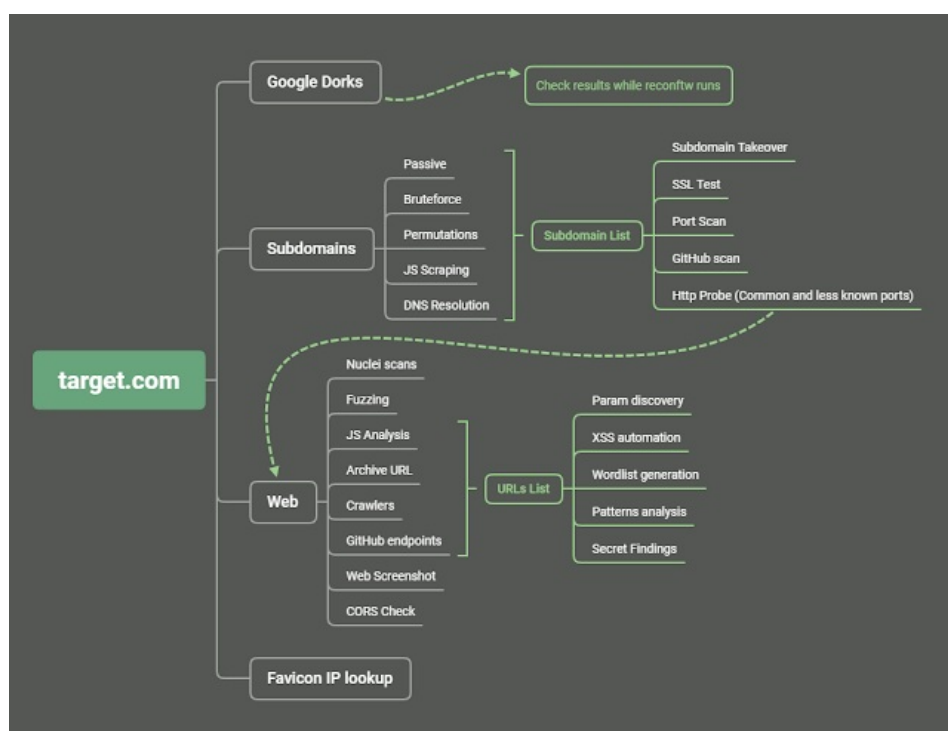 Google Dorks
Check results while reconftw runs
Subdomains
Passive
Bruteforce
Permutations
JS Scraping
DNS Resolution
Subdomain List
Subdomain Takeover
SSL Test
Port Scan
GitHub scan
Http Probe (Common and less known ports)
target.com
Web
Nuclei scans
Fuzzing
JS Analysis
Archive URL
Crawlers
GitHub endpoints
Web Screenshot
CORS Check
URLs List
Param discovery
XSS automation
Wordlist generation
Patterns analysis
Secret Findings
Favicon IP lookup